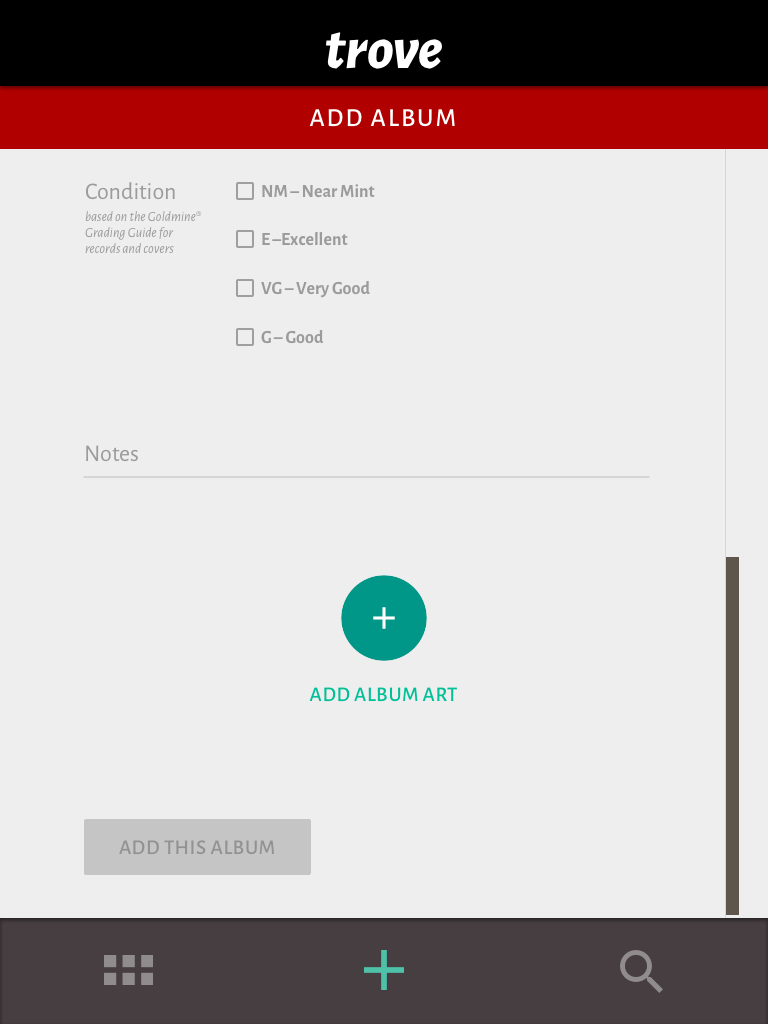 trove
ADD ALBUM
Condition
based on the Goldmine®
Grading Guide for
records and covers
NM – Near Mint
E –Excellent
VG – Very Good
G – Good
Notes
ADD ALBUM ART
ADD THIS ALBUM